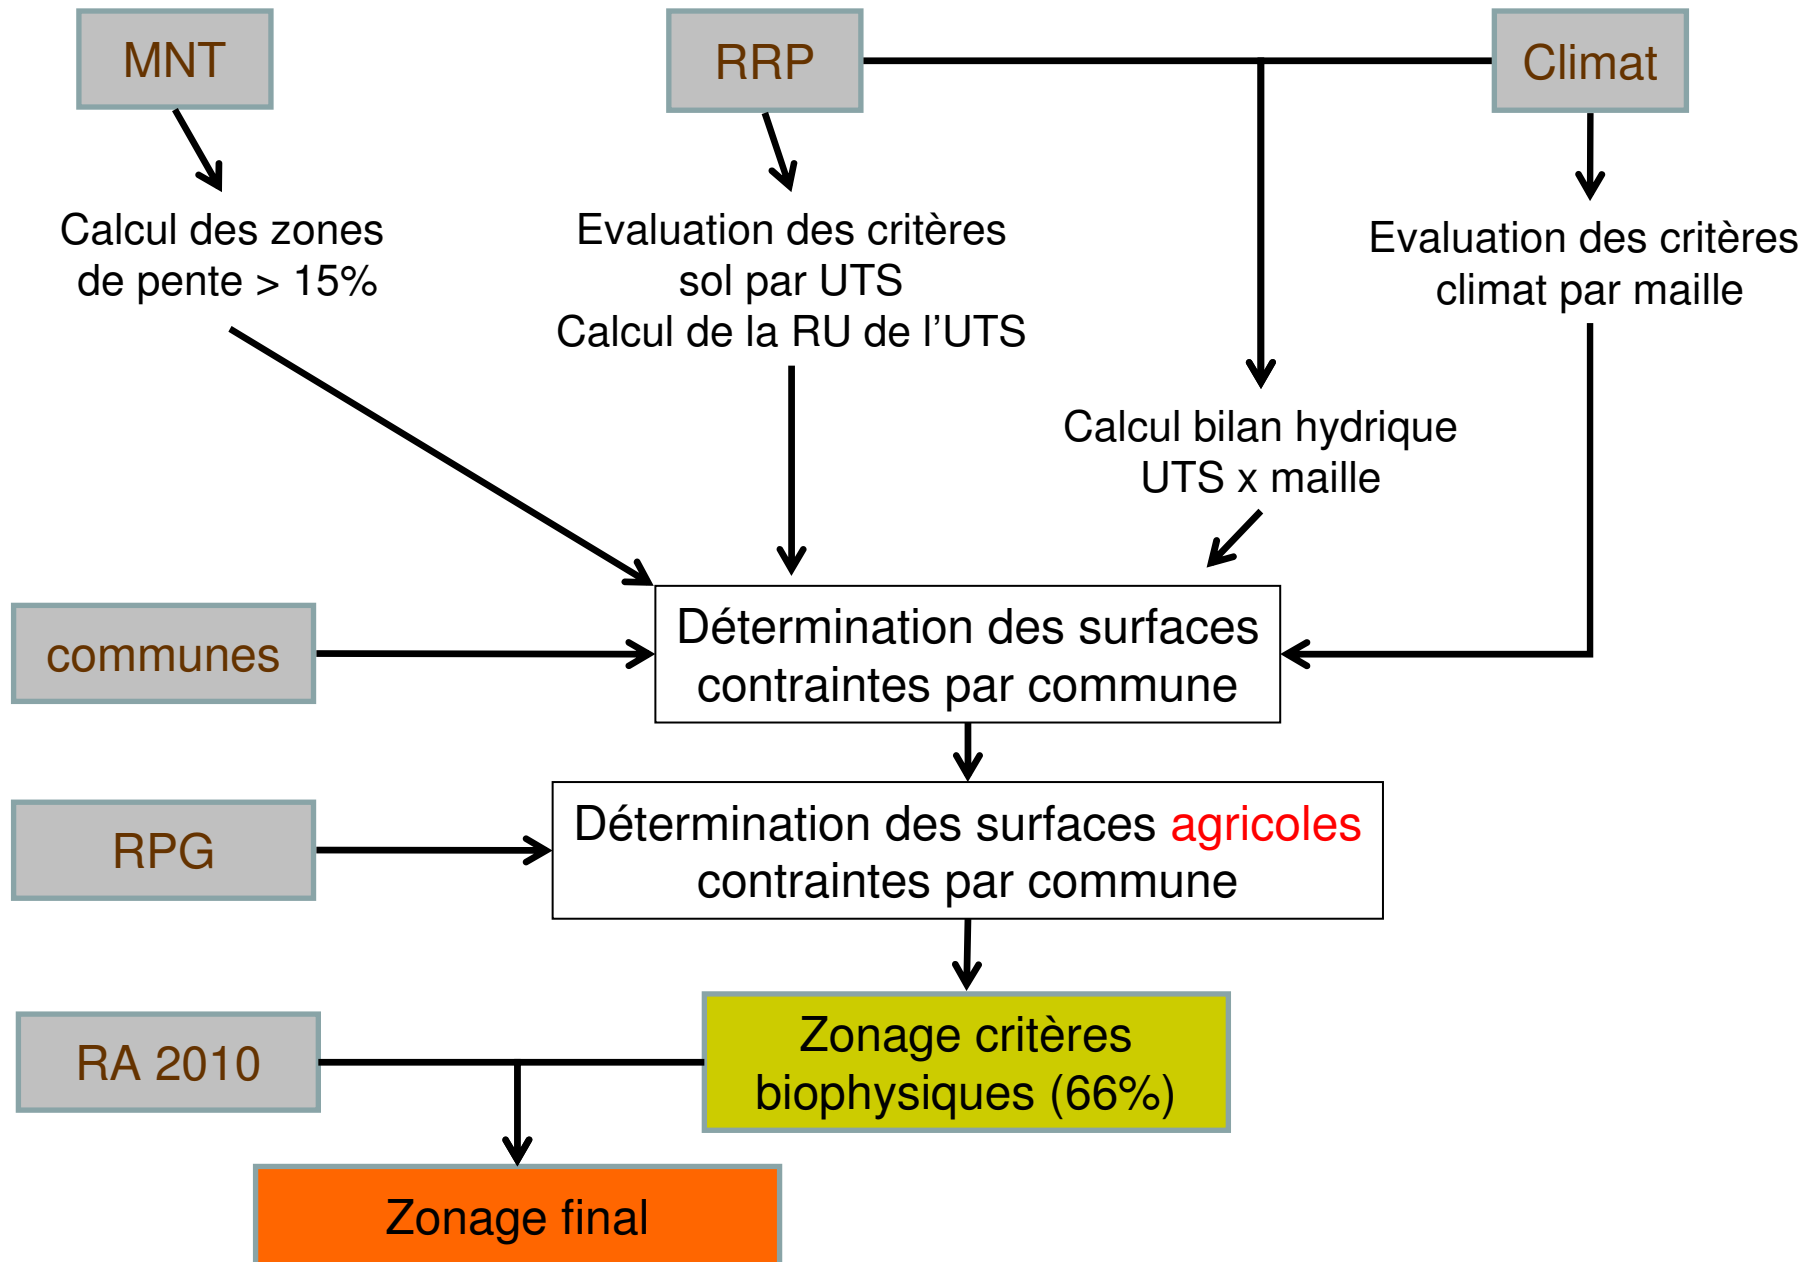 MNT
RRP
Climat
Calcul des zones
de pente > 15%
Evaluation des critères
sol par UTS
Calcul de la RU de l’UTS
Evaluation des critères
climat par maille
Calcul bilan hydrique
UTS x maille
communes
Détermination des surfaces
contraintes par commune
RPG
Détermination des surfaces agricoles
contraintes par commune
RA 2010
Zonage critères
biophysiques (66%)
Zonage final